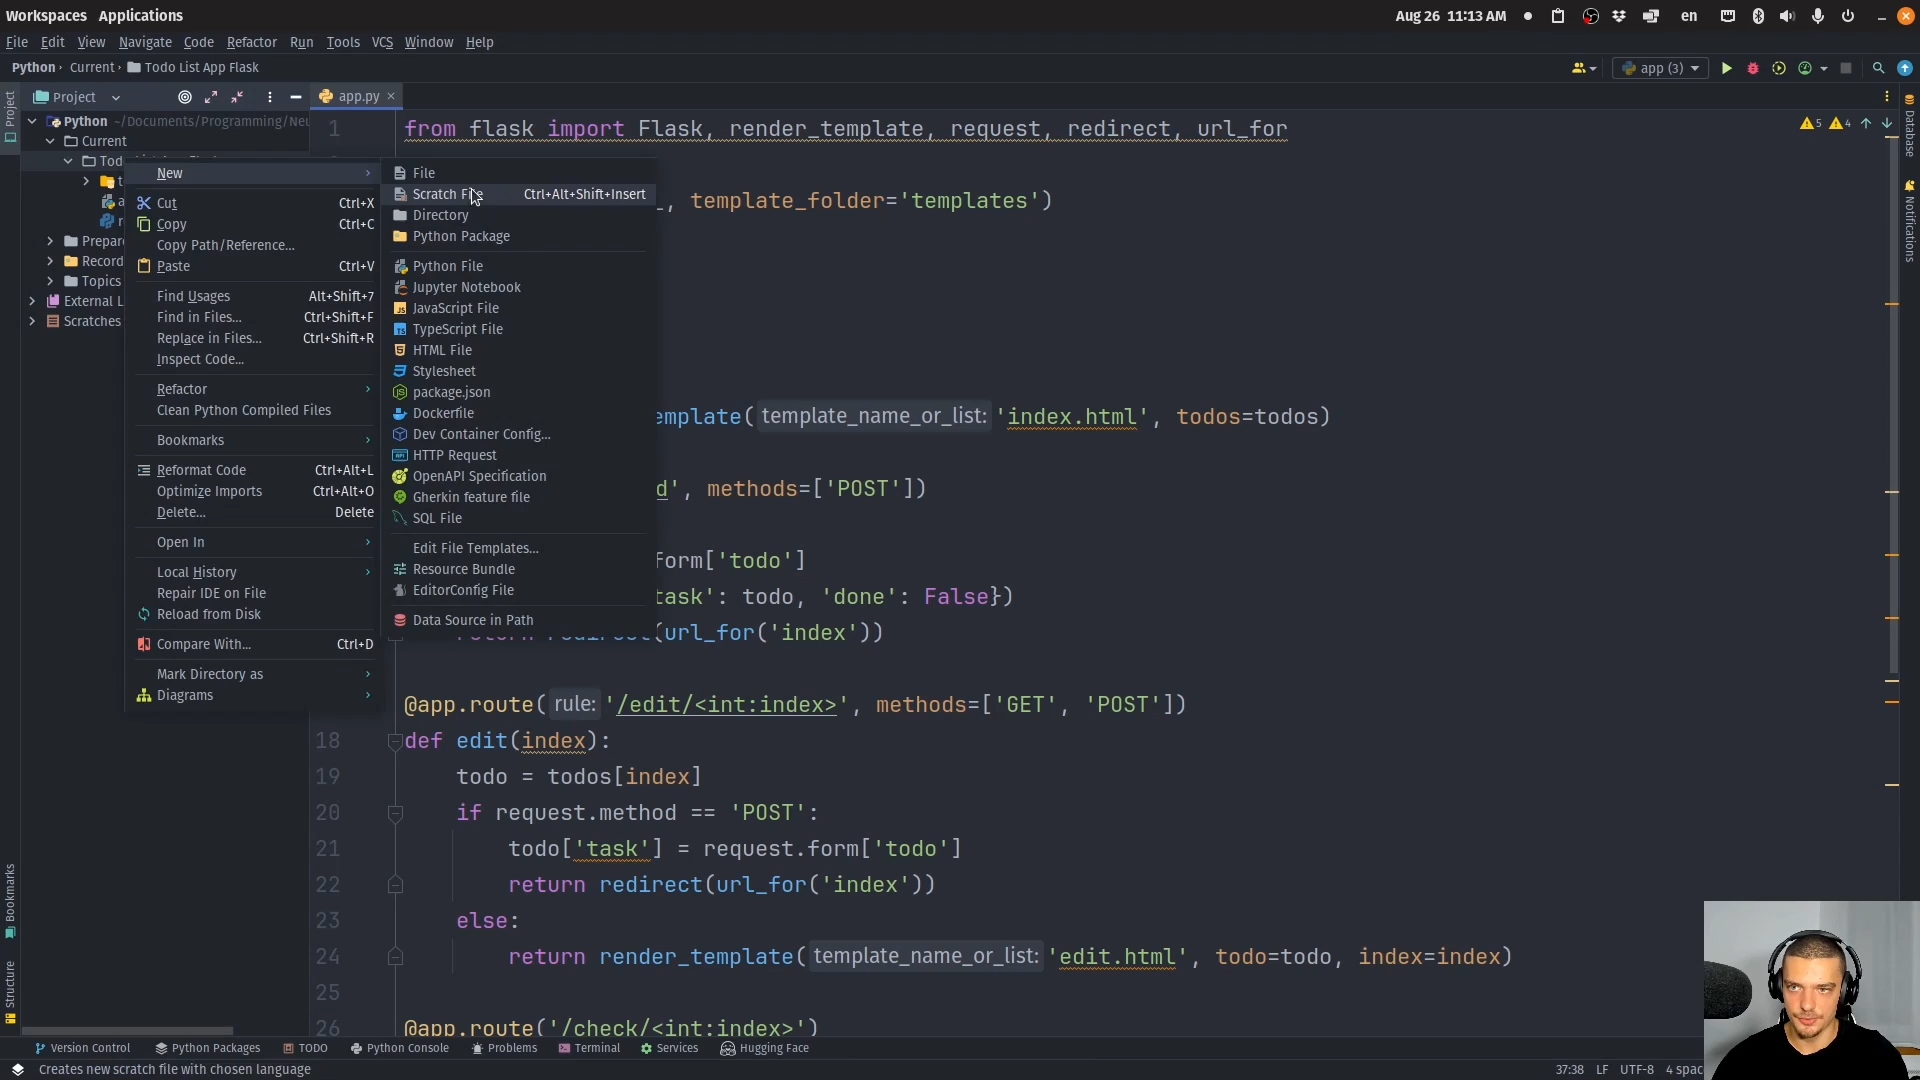 Workspaces Applications
Aug 26 11:13 AM
en
File Edit View Navigate Code Refactor Run Tools VCS Window Help
Python Current Todo List App Flask
app (3)
Project
app.py
Python ~/Documents/Programming/Neu
Current
New
Cut Ctrl+X
Copy Ctrl+C
Copy Path/Reference...
Paste Ctrl+V
Find Usages Alt+Shift+7
Find in Files... Ctrl+Shift+F
Replace in Files... Ctrl+Shift+R
Inspect Code...
Refactor
Clean Python Compiled Files
Bookmarks
Reformat Code Ctrl+Alt+L
Optimize Imports Ctrl+Alt+O
Delete... Delete
Open In
Local History
Repair IDE on File
Reload from Disk
Compare With... Ctrl+D
Mark Directory as
Diagrams
File
Scratch File Ctrl+Alt+Shift+Insert
Directory
Python Package
Python File
Jupyter Notebook
JavaScript File
TypeScript File
HTML File
Stylesheet
package.json
Dockerfile
Dev Container Config...
HTTP Request
OpenAPI Specification
Gherkin feature file
SQL File
Edit File Templates...
Resource Bundle
EditorConfig File
Data Source in Path
Tod
Prepar
Record
Topics
External L
Scratches
1 from flask import Flask, render_template, request, redirect, url_for
5 4
, template_folder='templates')
emplate( template_name_or_list: 'index.html', todos=todos)
d', methods=['POST'])
form['todo']
task': todo, 'done': False})
return redirect(url_for('index'))
@app.route( rule: '/edit/<int:index>', methods=['GET', 'POST'])
18 def edit(index):
19 todo = todos[index]
20 if request.method == 'POST':
21 todo['task'] = request.form['todo']
22 return redirect(url_for('index'))
23 else:
24 return render_template( template_name_or_list: 'edit.html', todo=todo, index=index)
25
26 @app.route('/check/<int:index>')
Project
Bookmarks
Structure
Database
Notifications
Version Control Python Packages TODO Python Console Problems Terminal Services Hugging Face
Creates new scratch file with chosen language
37:38 LF UTF-8 4 spac